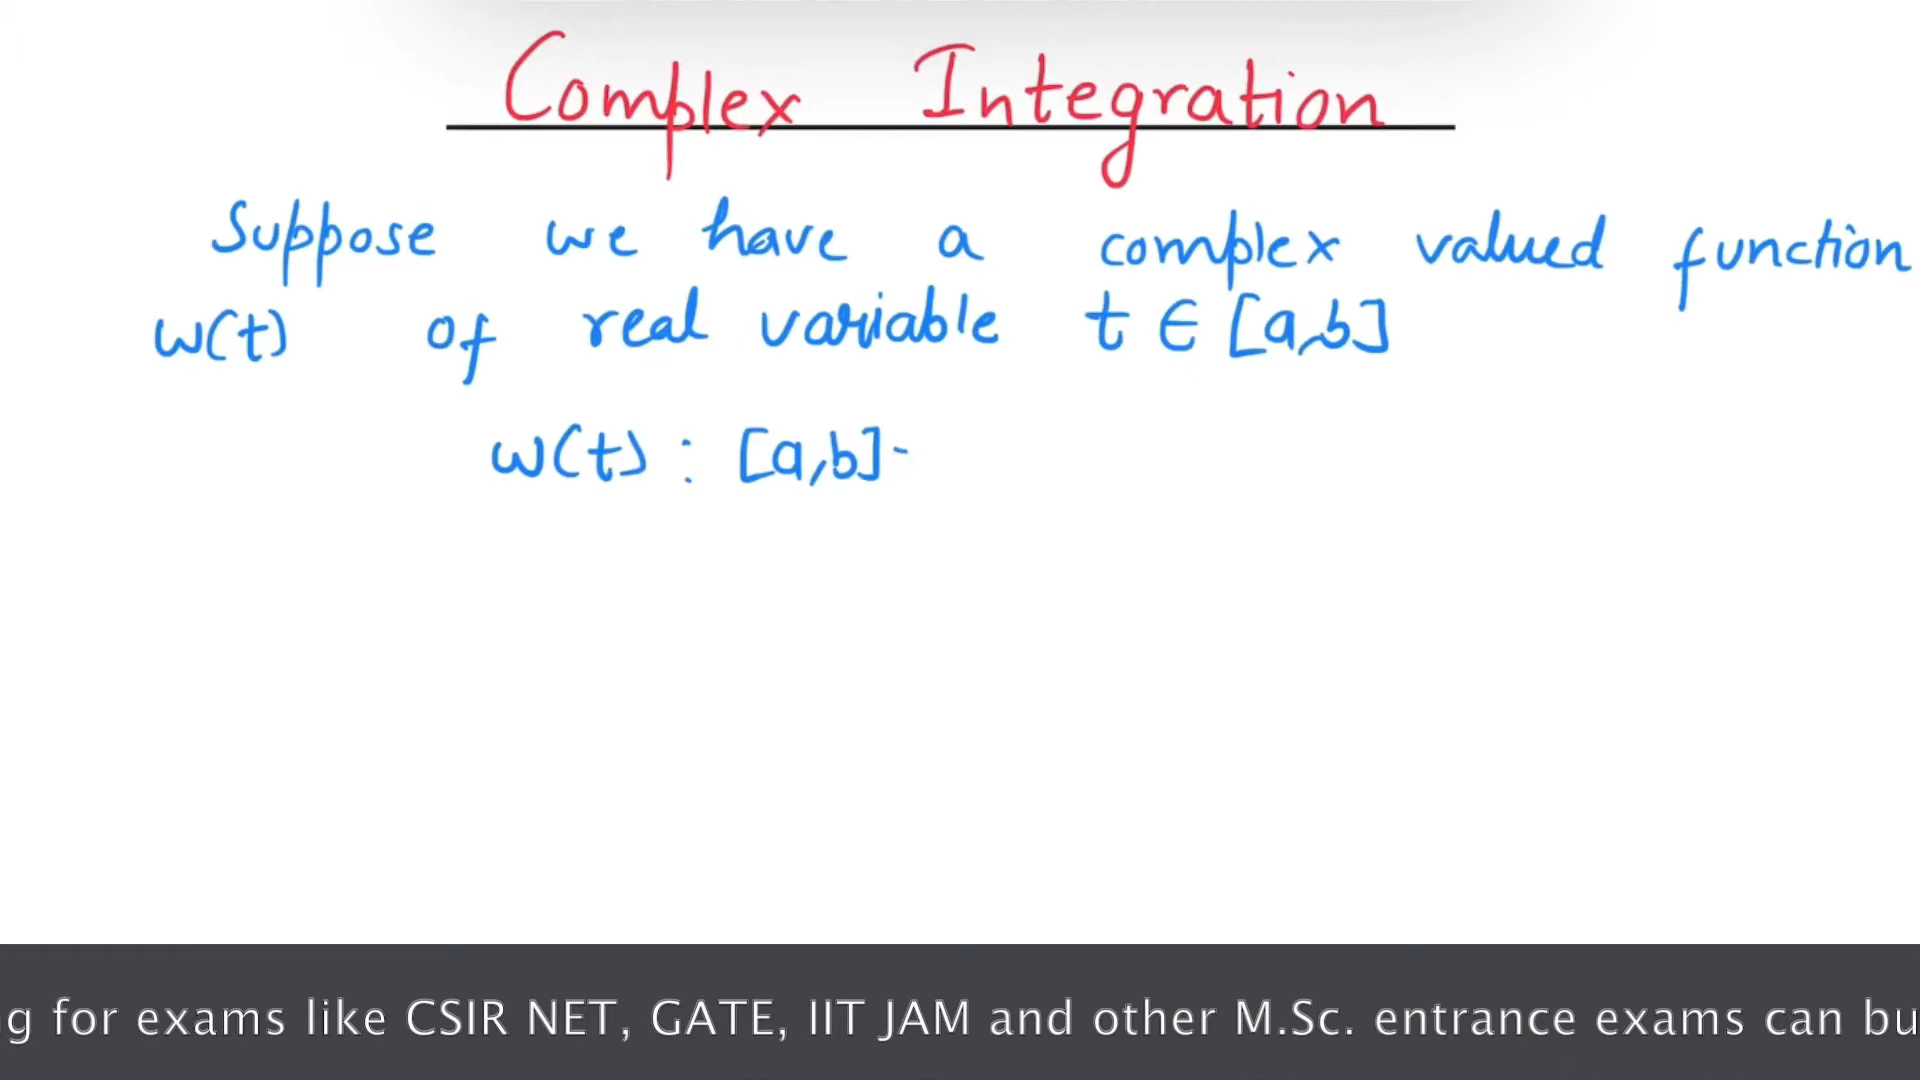 Complex Integration
Suppose we have a complex valued function
w(t) of real variable t ∈ [a,b]
w(t) : [a,b] -
g for exams like CSIR NET, GATE, IIT JAM and other M.Sc. entrance exams can bu